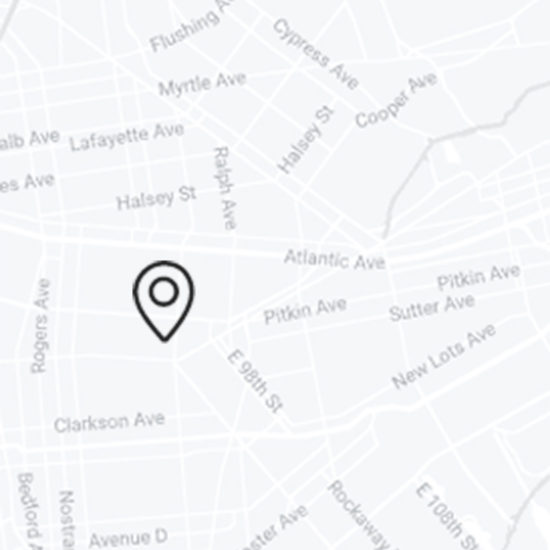 Flushing A
Cypress Ave
Myrtle Ave
Cooper Ave
alb Ave
Lafayette Ave
Halsey St
Ralph Ave
es Ave
Halsey St
Atlantic Ave
Pitkin Ave
Pitkin Ave
Sutter Ave
Rogers Ave
New Lots Ave
E 98th St
Clarkson Ave
Bedford A
Nostra
Avenue D
ster Ave
Rockaway
E 108th St